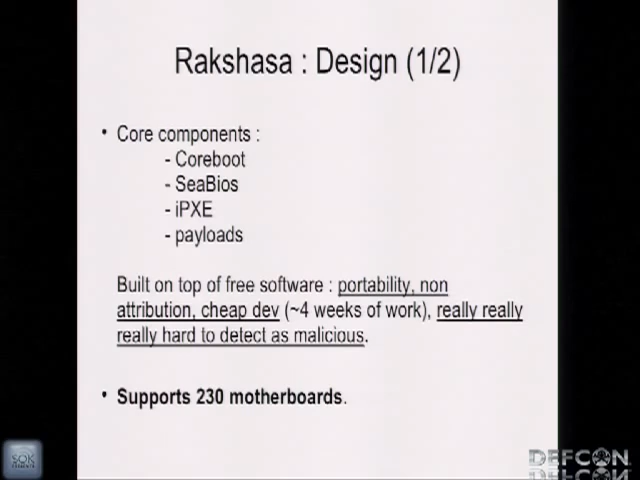 Rakshasa : Design (1/2)
• Core components :
- Coreboot
- SeaBios
- iPXE
- payloads
Built on top of free software : portability, non
attribution, cheap dev (~4 weeks of work), really really
really hard to detect as malicious.
• Supports 230 motherboards.
SOK
DEFCON